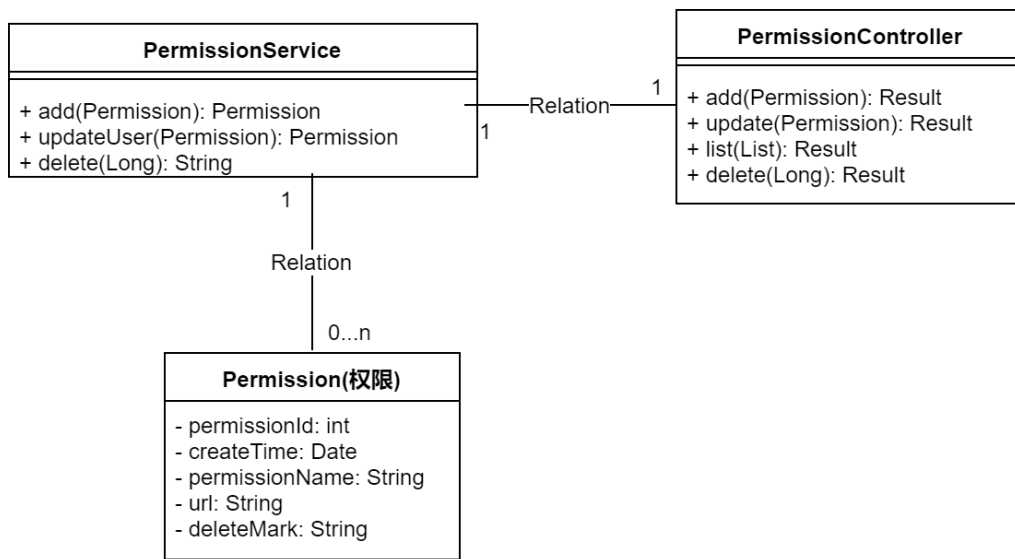 PermissionService
+ add(Permission): Permission
+ updateUser(Permission): Permission
+ delete(Long): String
1
Relation
1
PermissionController
+ add(Permission): Result
+ update(Permission): Result
+ list(List): Result
+ delete(Long): Result
1
Relation
0...n
Permission(权限)
- permissionId: int
- createTime: Date
- permissionName: String
- url: String
- deleteMark: String